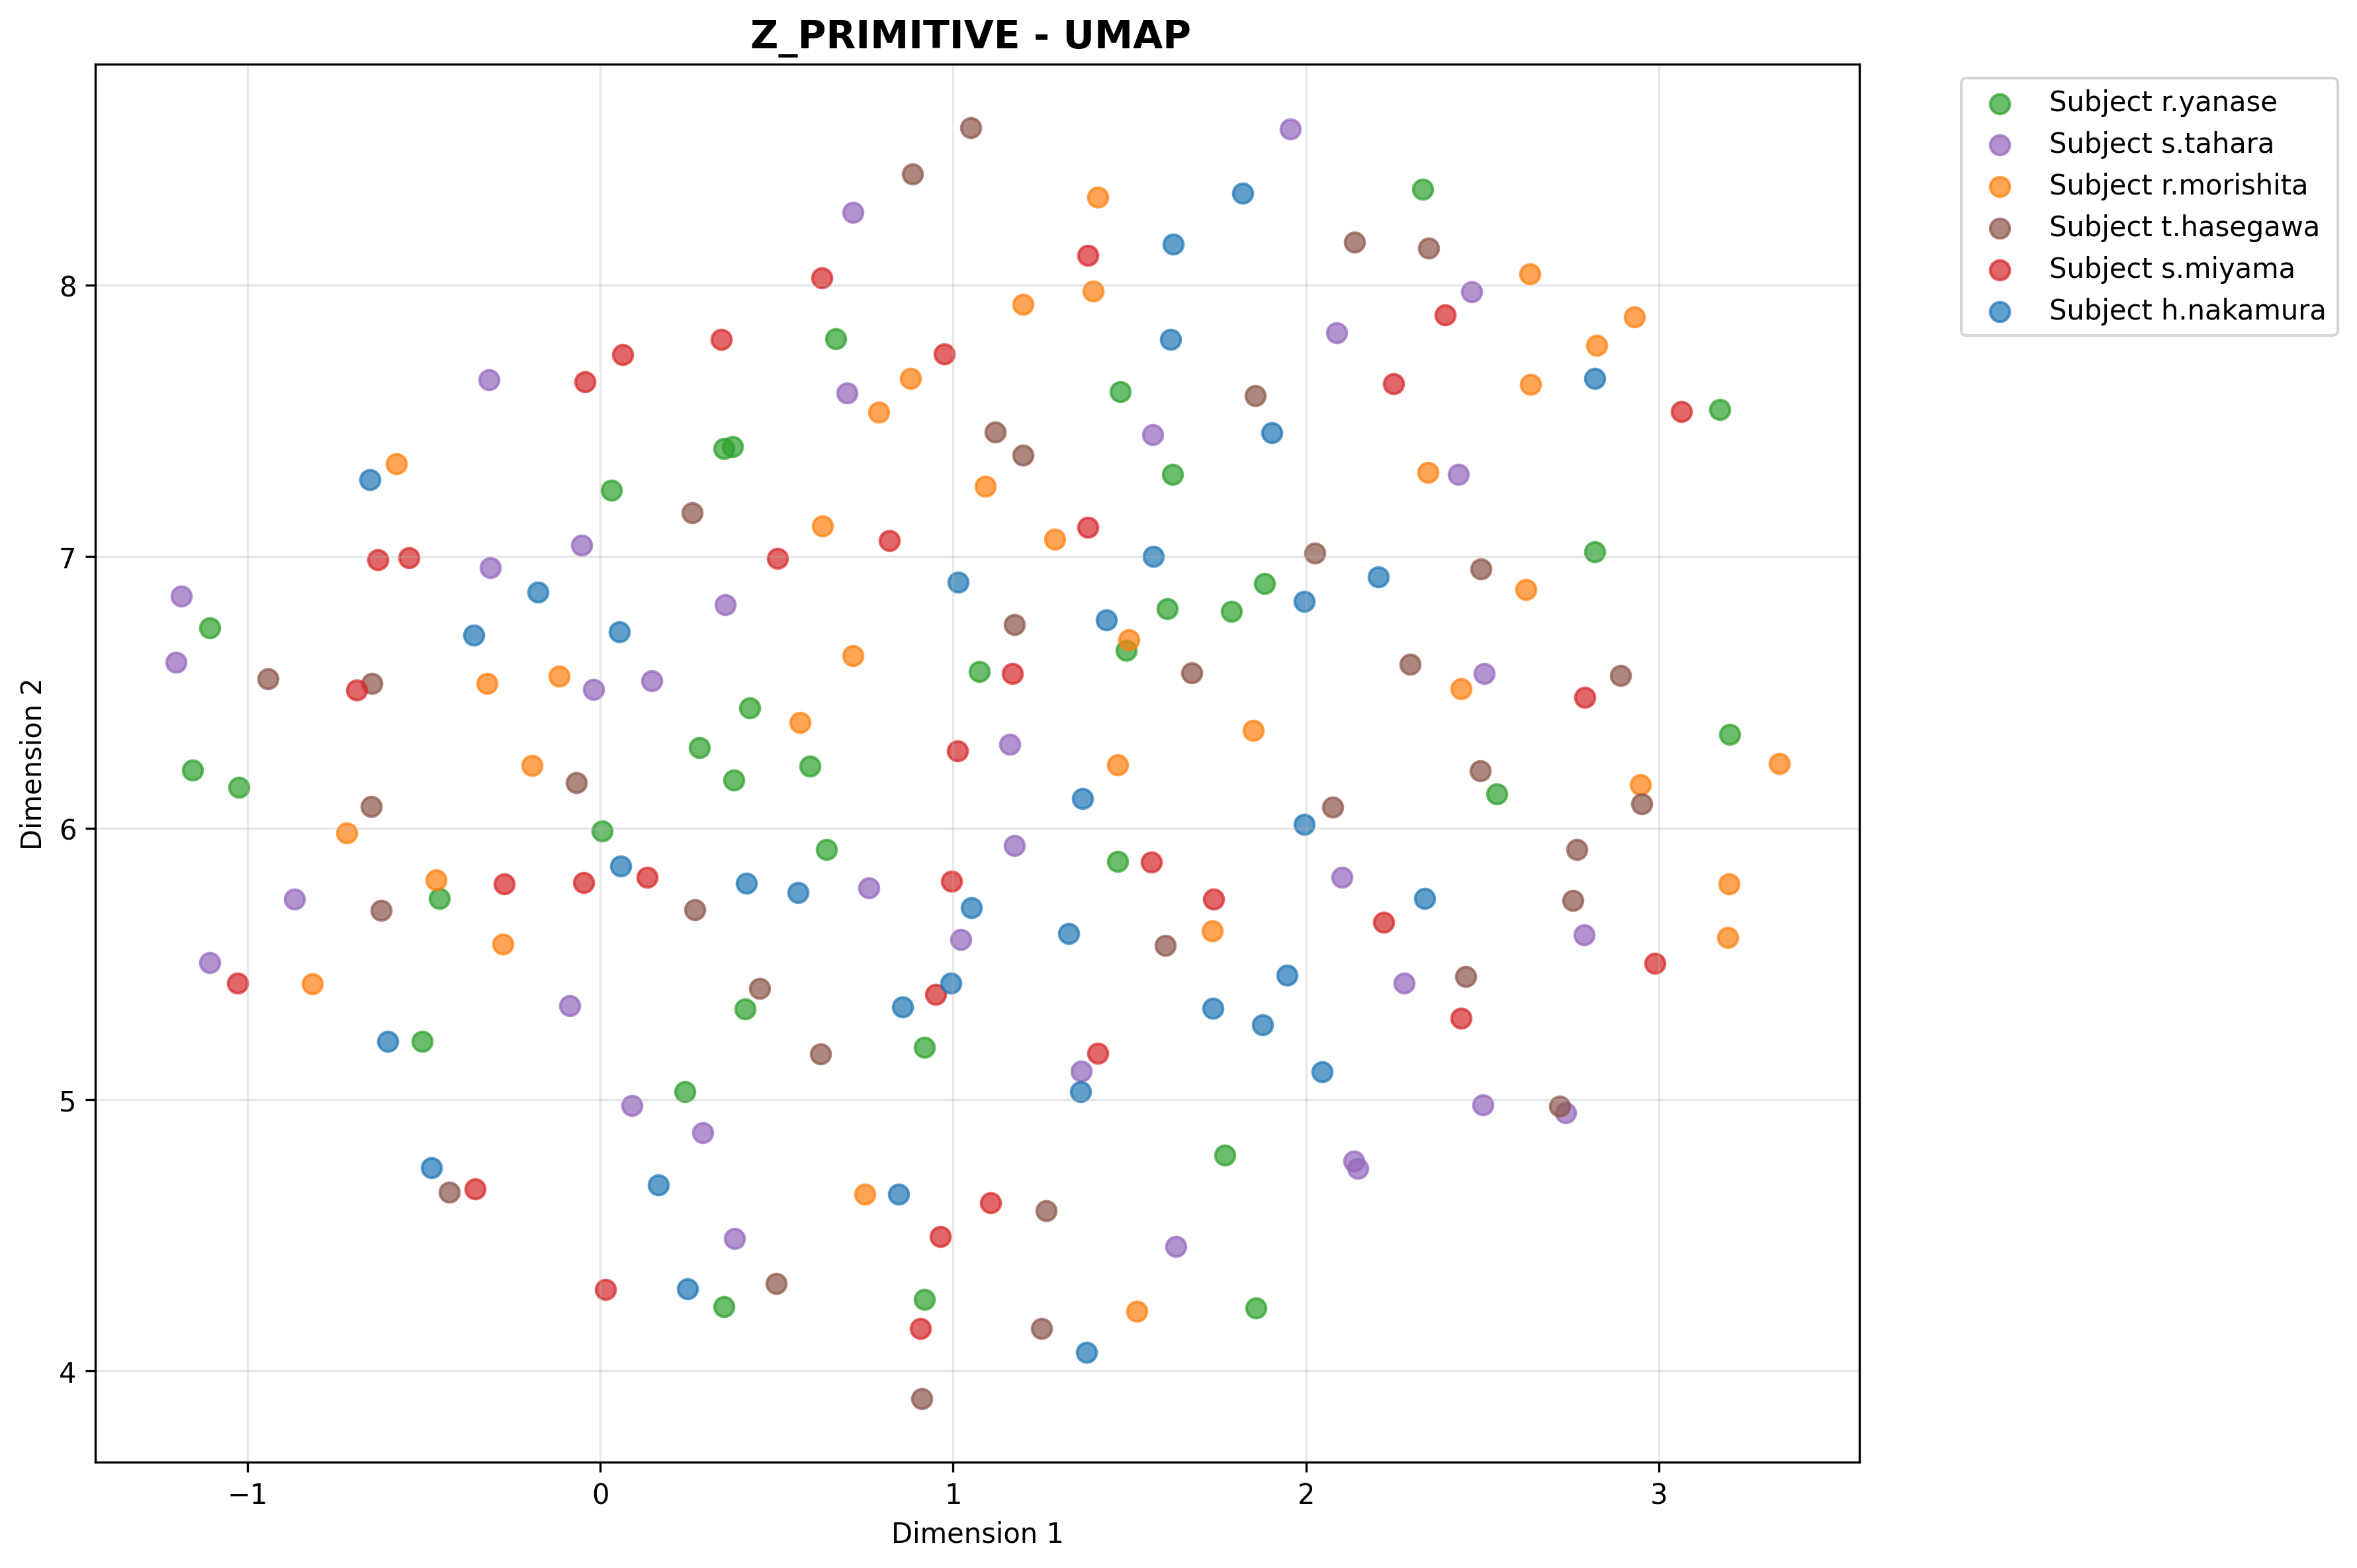 Z_PRIMITIVE - UMAP
Subject r.yanase
Subject s.tahara
Subject r.morishita
Subject t.hasegawa
Subject s.miyama
Subject h.nakamura
8
7
6
5
4
Dimension 2
−1
0
1
2
3
Dimension 1